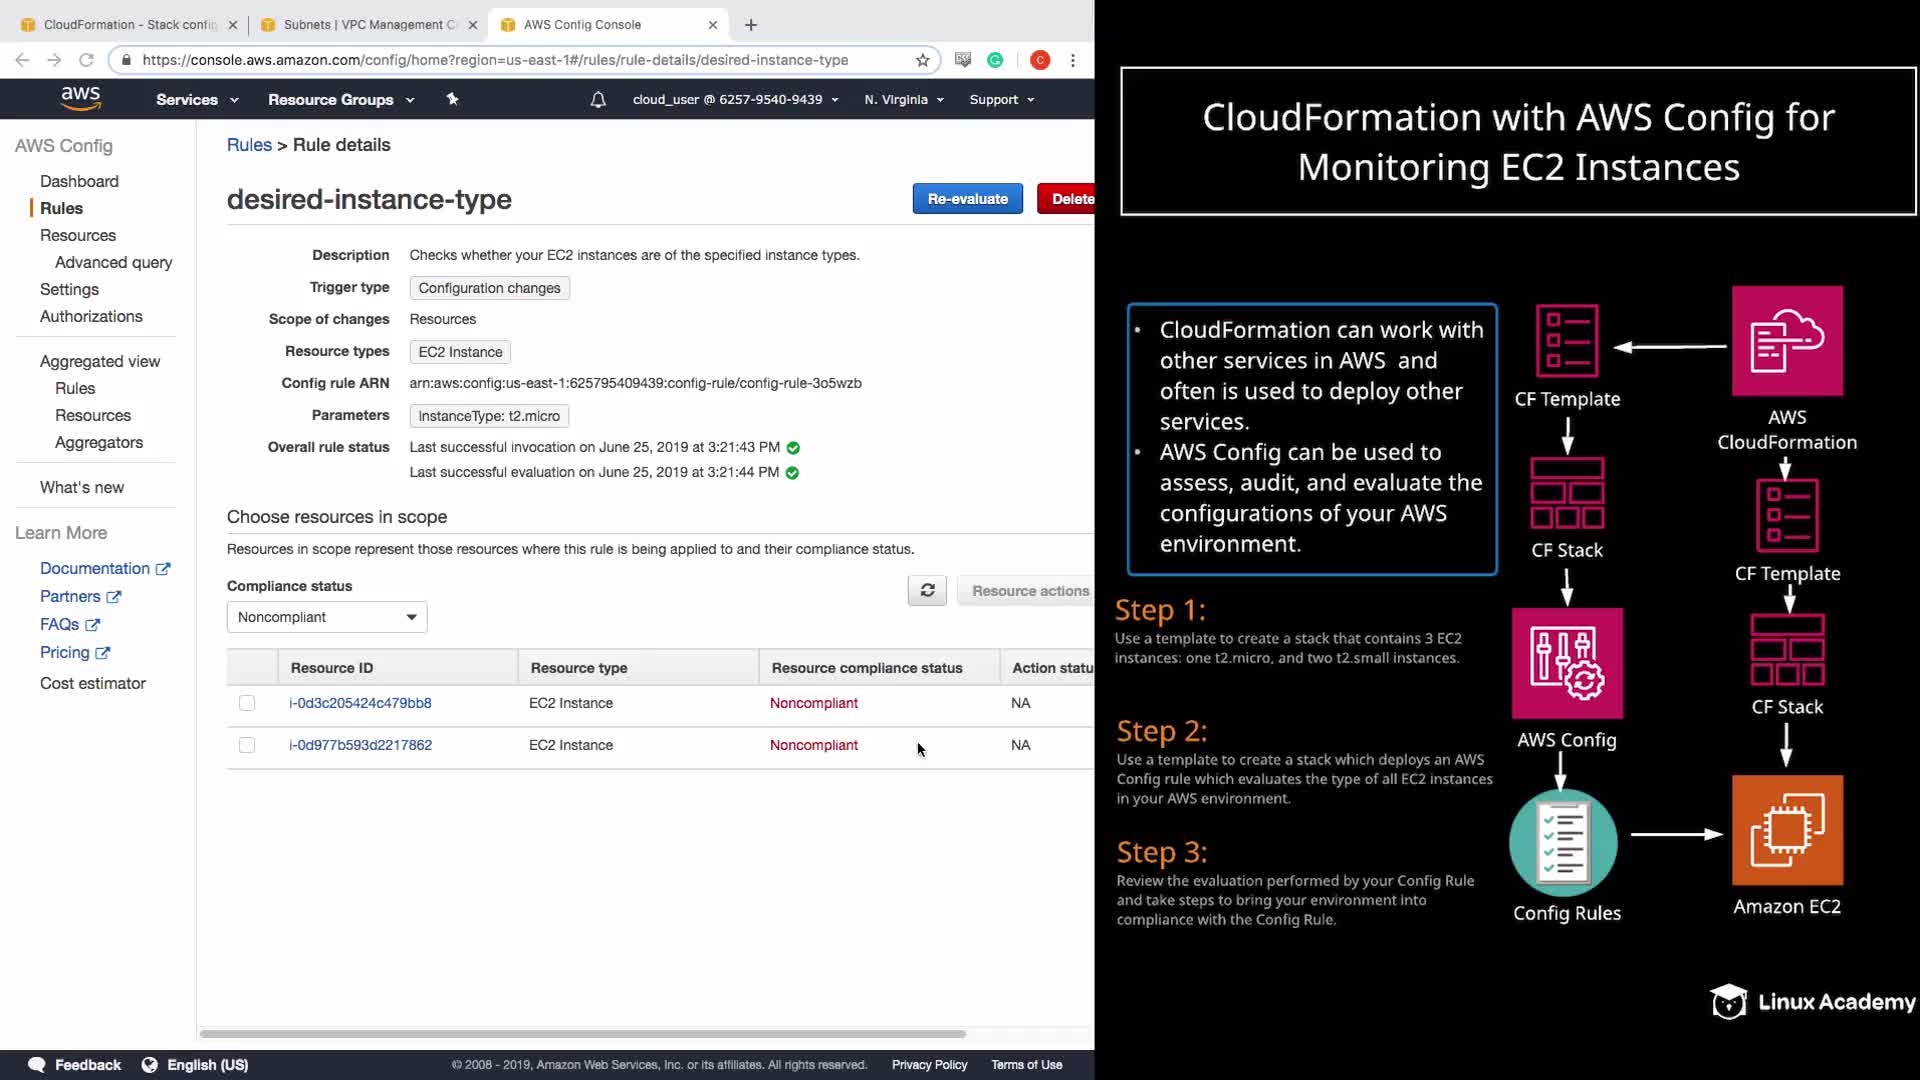 CloudFormation - Stack config
Subnets | VPC Management C
AWS Config Console
https://console.aws.amazon.com/config/home?region=us-east-1#/rules/rule-details/desired-instance-type
C
aws
Services
Resource Groups
cloud_user @ 6257-9540-9439
N. Virginia
Support
AWS Config
Dashboard
Rules
Resources
Advanced query
Settings
Authorizations
Aggregated view
Rules
Resources
Aggregators
What's new
Learn More
Documentation
Partners
FAQs
Pricing
Cost estimator
Rules > Rule details
desired-instance-type
Re-evaluate
Delete
Description
Checks whether your EC2 instances are of the specified instance types.
Trigger type
Configuration changes
Scope of changes
Resources
Resource types
EC2 Instance
Config rule ARN
arn:aws:config:us-east-1:625795409439:config-rule/config-rule-3o5wzb
Parameters
InstanceType: t2.micro
Overall rule status
Last successful invocation on June 25, 2019 at 3:21:43 PM
Last successful evaluation on June 25, 2019 at 3:21:44 PM
Choose resources in scope
Resources in scope represent those resources where this rule is being applied to and their compliance status.
Compliance status
Noncompliant
Resource actions
Resource ID
Resource type
Resource compliance status
Action statu
i-0d3c205424c479bb8
EC2 Instance
Noncompliant
NA
i-0d977b593d2217862
EC2 Instance
Noncompliant
NA
Feedback
English (US)
© 2008 - 2019, Amazon Web Services, Inc. or its affiliates. All rights reserved.
Privacy Policy
Terms of Use
CloudFormation with AWS Config for
Monitoring EC2 Instances
• CloudFormation can work with
other services in AWS and
often is used to deploy other
services.
• AWS Config can be used to
assess, audit, and evaluate the
configurations of your AWS
environment.
Step 1:
Use a template to create a stack that contains 3 EC2
instances: one t2.micro, and two t2.small instances.
Step 2:
Use a template to create a stack which deploys an AWS
Config rule which evaluates the type of all EC2 instances
in your AWS environment.
Step 3:
Review the evaluation performed by your Config Rule
and take steps to bring your environment into
compliance with the Config Rule.
CF Template
CF Stack
AWS Config
Config Rules
AWS
CloudFormation
CF Template
CF Stack
Amazon EC2
Linux Academy